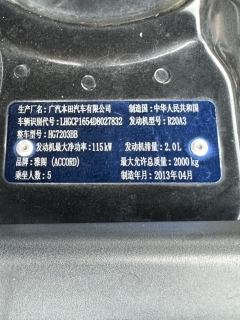 生产厂名：广汽本田汽车有限公司 制造国：中华人民共和国
车辆识别代号：LHGCP1654D8027832 发动机型号：R20A3
整车型号：HG7203BB
发动机最大净功率：115kW 发动机排量：2.0L
品牌：雅阁 (ACCORD) 最大允许总质量：2000kg
乘坐人数：5 制造年月：2013年04月